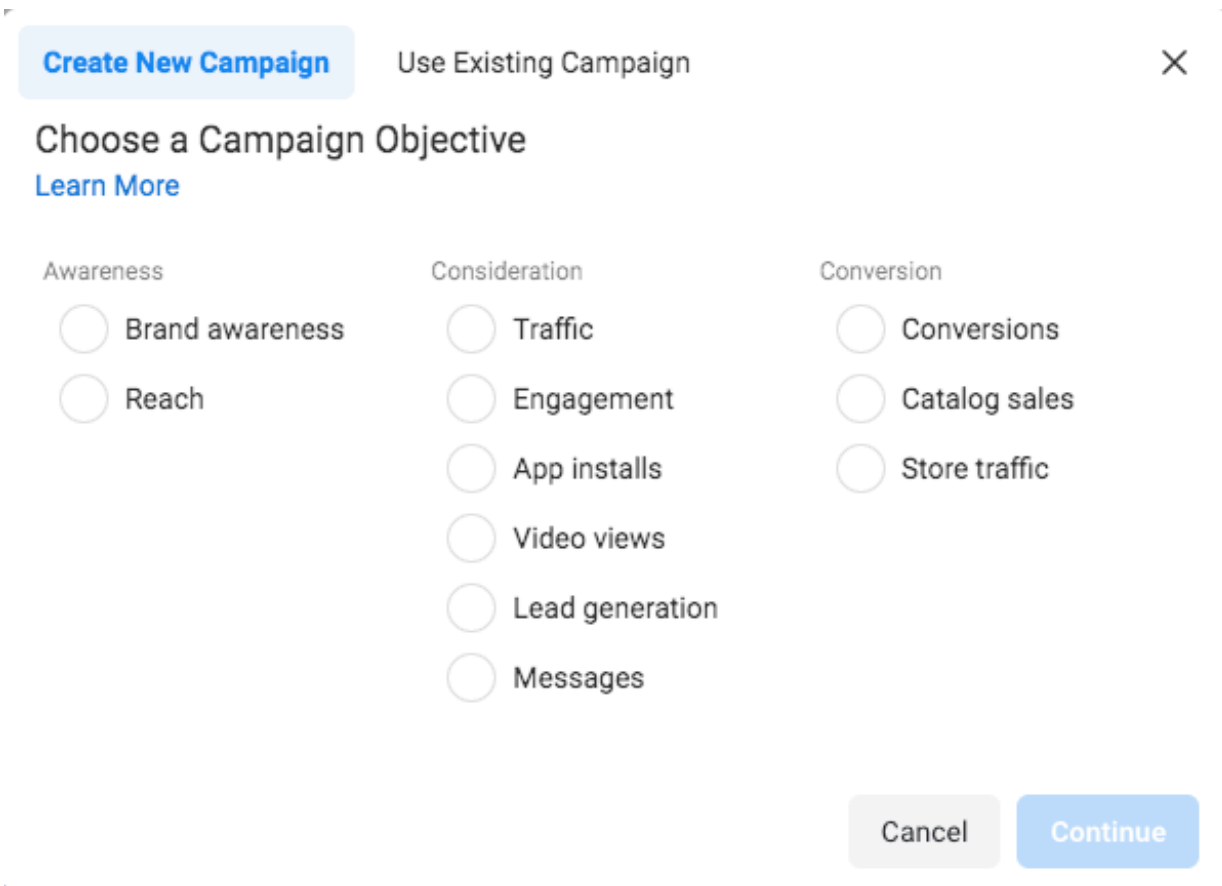 Create New Campaign
Use Existing Campaign
Choose a Campaign Objective
Learn More
Awareness
Brand awareness
Reach
Consideration
Traffic
Engagement
App installs
Video views
Lead generation
Messages
Conversion
Conversions
Catalog sales
Store traffic
Cancel
Continue